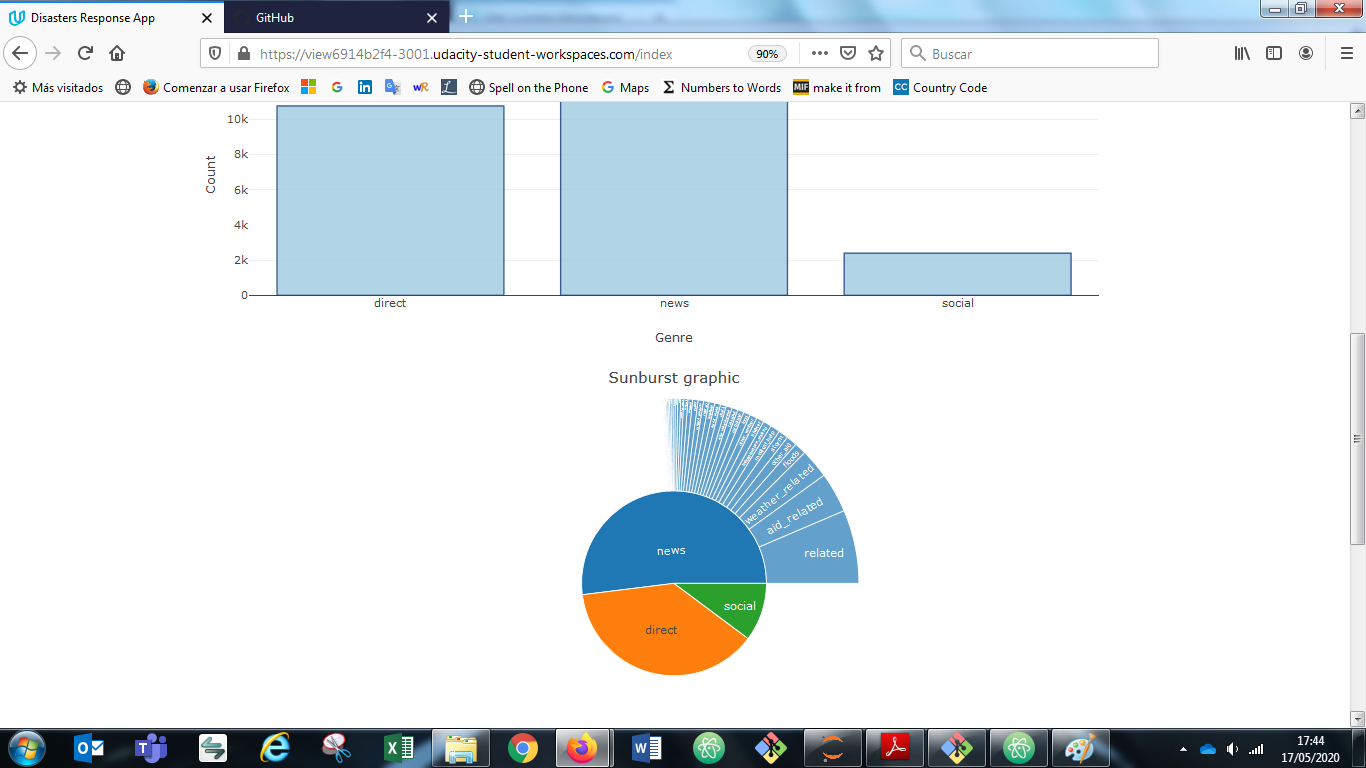 Disasters Response App
GitHub
https://view6914b2f4-3001.udacity-student-workspaces.com/index
90%
Buscar
Más visitados
Comenzar a usar Firefox
Spell on the Phone
Maps
Numbers to Words
make it from
Country Code
10k
8k
6k
4k
2k
0
Count
direct
news
social
Genre
Sunburst graphic
floods
weather_related
aid_related
related
news
social
direct
17:44
17/05/2020